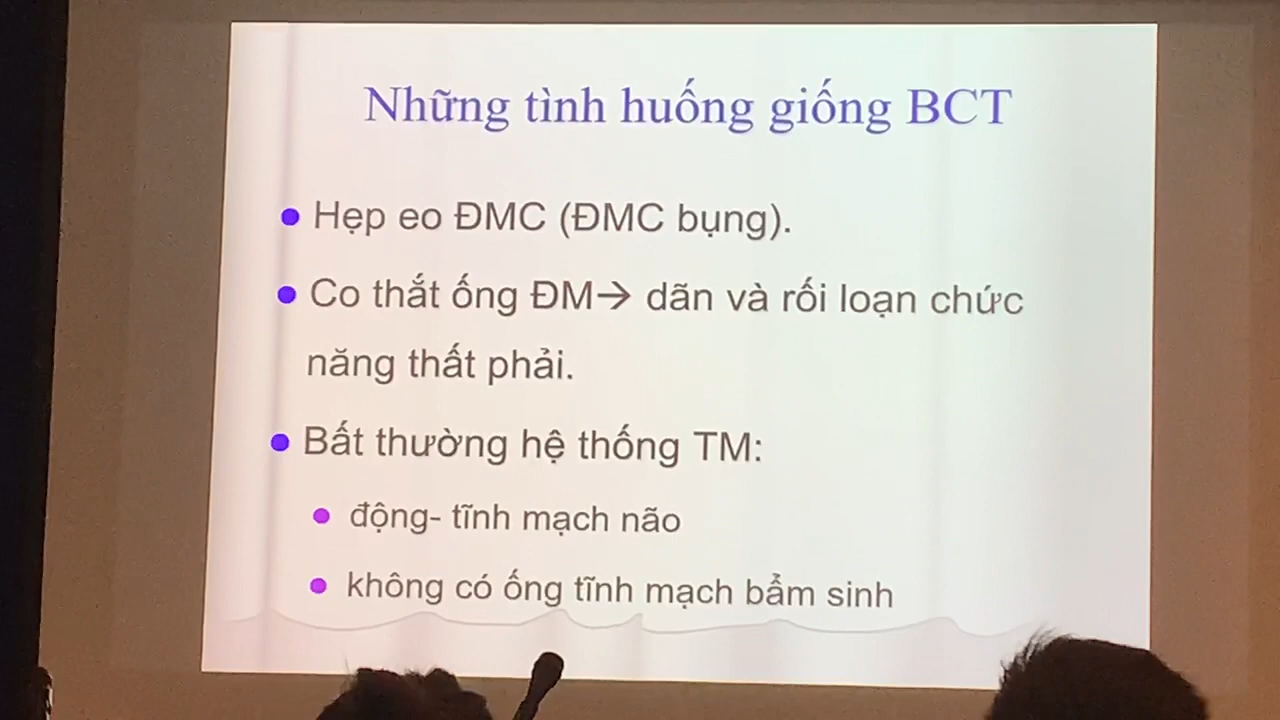 Những tình huống giống BCT
Hẹp eo ĐMC (ĐMC bụng).
Co thắt ống ĐM→ dãn và rối loạn chức
năng thất phải.
Bất thường hệ thống TM:
động- tĩnh mạch não
không có ống tĩnh mạch bẩm sinh